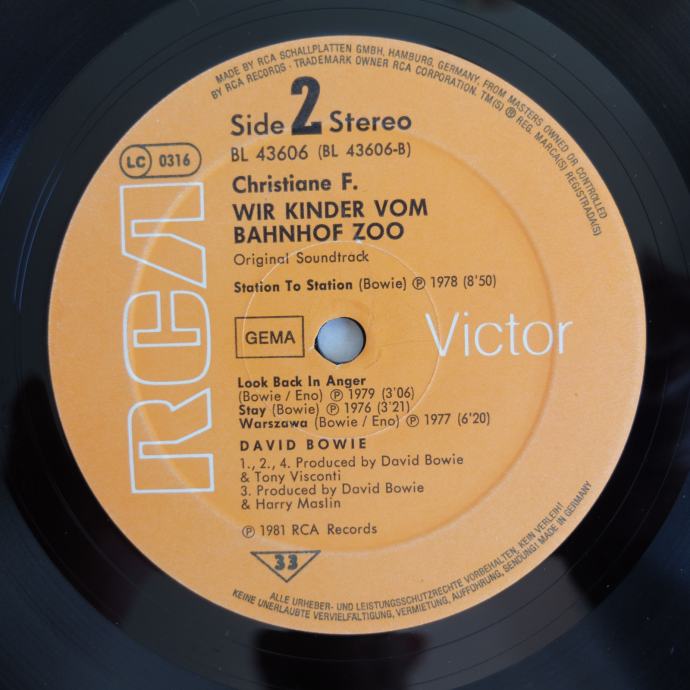 MADE BY RCA SCHALLPLATTEN GMBH, HAMBURG, GERMANY, FROM MASTERS OWNED OR CONTROLLED
BY RCA RECORDS · TRADEMARK OWNER RCA CORPORATION. TM(S) ® REG. MARCA(S) REGISTRADA(S)
Side 2 Stereo
BL 43606 (BL 43606-B)
LC 0316
Christiane F.
WIR KINDER VOM
BAHNHOF ZOO
Original Soundtrack
Station To Station (Bowie) ℗ 1978 (8'50)
RCA
GEMA
Victor
Look Back In Anger
(Bowie / Eno) ℗ 1979 (3'06)
Stay (Bowie) ℗ 1976 (3'21)
Warszawa (Bowie / Eno) ℗ 1977 (6'20)
DAVID BOWIE
1., 2., 4. Produced by David Bowie
& Tony Visconti
3. Produced by David Bowie
& Harry Maslin
℗ 1981 RCA Records
33
ALLE URHEBER- UND LEISTUNGSSCHUTZRECHTE VORBEHALTEN, KEIN VERLEIH!
KEINE UNERLAUBTE VERVIELFÄLTIGUNG, VERMIETUNG, AUFFÜHRUNG, SENDUNG! MADE IN GERMANY